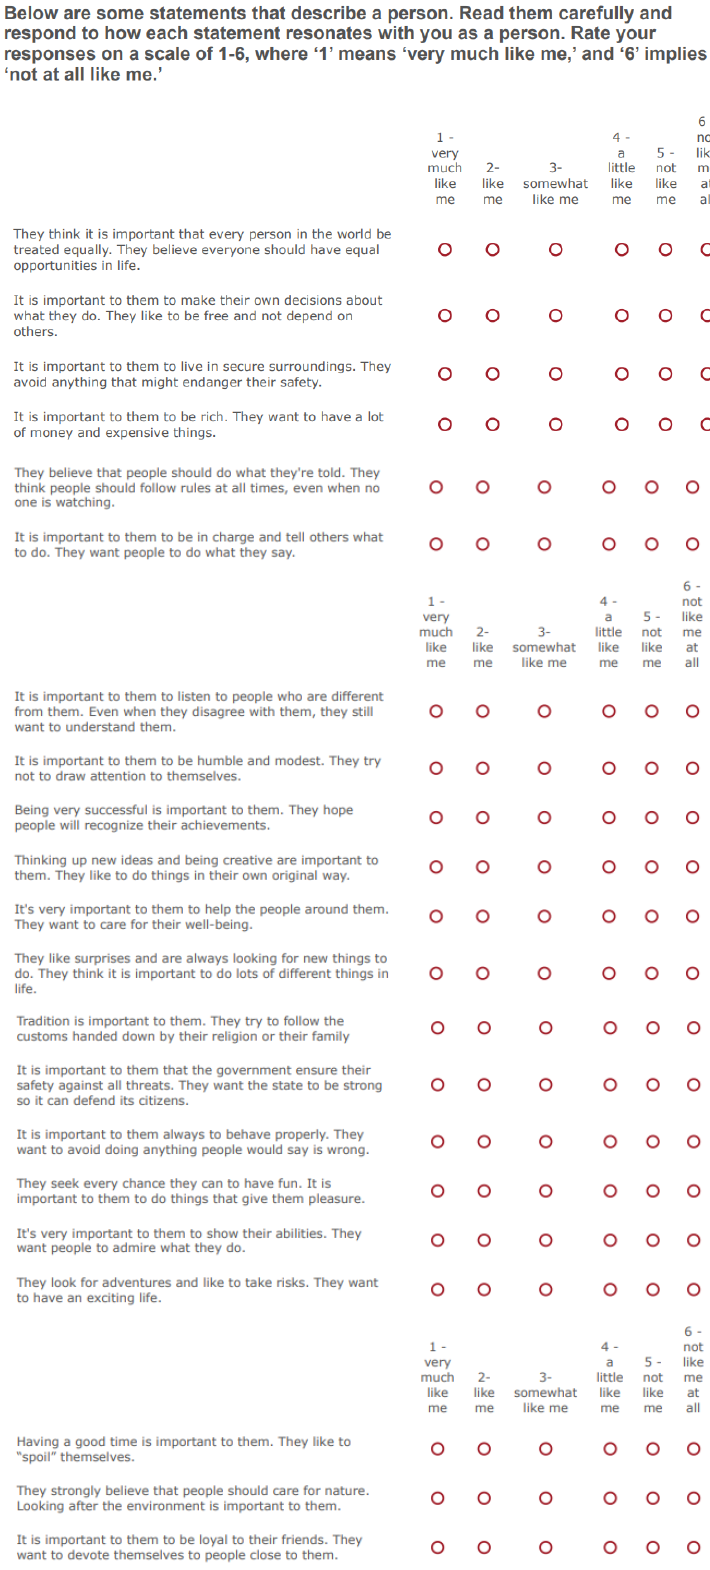 Below are some statements that describe a person. Read them carefully and
respond to how each statement resonates with you as a person. Rate your
responses on a scale of 1-6, where ‘1’ means ‘very much like me,’ and ‘6’ implies
‘not at all like me.’
1 -
very
much
like
me
2-
like
me
3-
somewhat
like me
4 -
a
little
like
me
5 -
not
like
me
6
They think it is important that every person in the world be
treated equally. They believe everyone should have equal
opportunities in life.
It is important to them to make their own decisions about
what they do. They like to be free and not depend on
others.
It is important to them to live in secure surroundings. They
avoid anything that might endanger their safety.
It is important to them to be rich. They want to have a lot
of money and expensive things.
They believe that people should do what they're told. They
think people should follow rules at all times, even when no
one is watching.
It is important to them to be in charge and tell others what
to do. They want people to do what they say.
1 -
very
much
like
me
2-
like
me
3-
somewhat
like me
4 -
a
little
like
me
5 -
not
like
me
6 -
not
like
me
at
all
It is important to them to listen to people who are different
from them. Even when they disagree with them, they still
want to understand them.
It is important to them to be humble and modest. They try
not to draw attention to themselves.
Being very successful is important to them. They hope
people will recognize their achievements.
Thinking up new ideas and being creative are important to
them. They like to do things in their own original way.
It's very important to them to help the people around them.
They want to care for their well-being.
They like surprises and are always looking for new things to
do. They think it is important to do lots of different things in
life.
Tradition is important to them. They try to follow the
customs handed down by their religion or their family
It is important to them that the government ensure their
safety against all threats. They want the state to be strong
so it can defend its citizens.
It is important to them always to behave properly. They
want to avoid doing anything people would say is wrong.
They seek every chance they can to have fun. It is
important to them to do things that give them pleasure.
It's very important to them to show their abilities. They
want people to admire what they do.
They look for adventures and like to take risks. They want
to have an exciting life.
1 -
very
much
like
me
2-
like
me
3-
somewhat
like me
4 -
a
little
like
me
5 -
not
like
me
6 -
not
like
me
at
all
Having a good time is important to them. They like to
“spoil” themselves.
They strongly believe that people should care for nature.
Looking after the environment is important to them.
It is important to them to be loyal to their friends. They
want to devote themselves to people close to them.